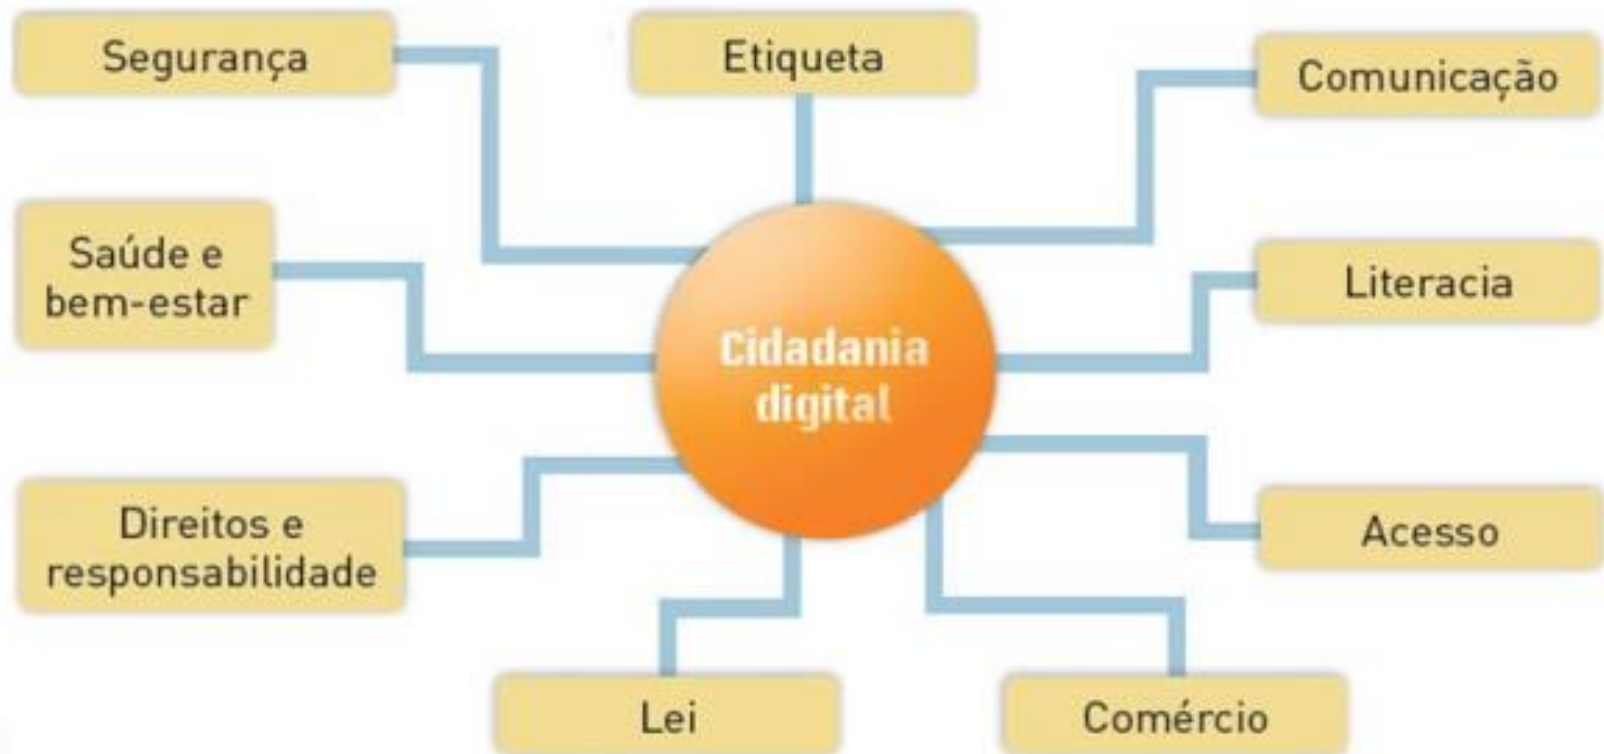 Segurança
Etiqueta
Comunicação
Saúde e
bem-estar
Literacia
Cidadania
digital
Direitos e
responsabilidade
Acesso
Lei
Comércio